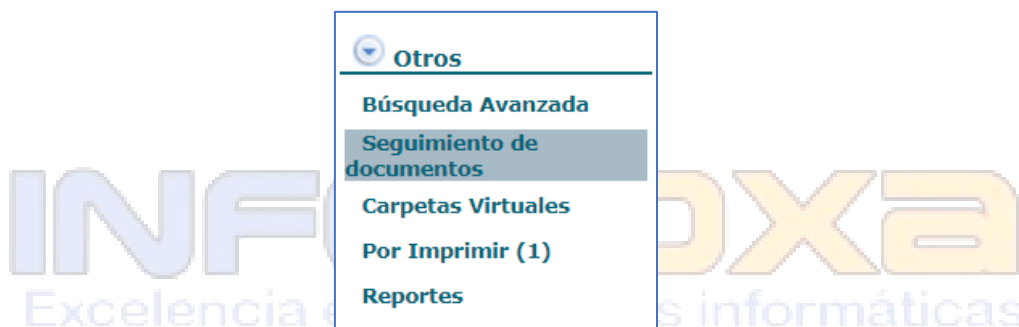 Otros
Búsqueda Avanzada
Seguimiento de
documentos
Carpetas Virtuales
Por Imprimir (1)
Reportes
Excelencia
informáticas